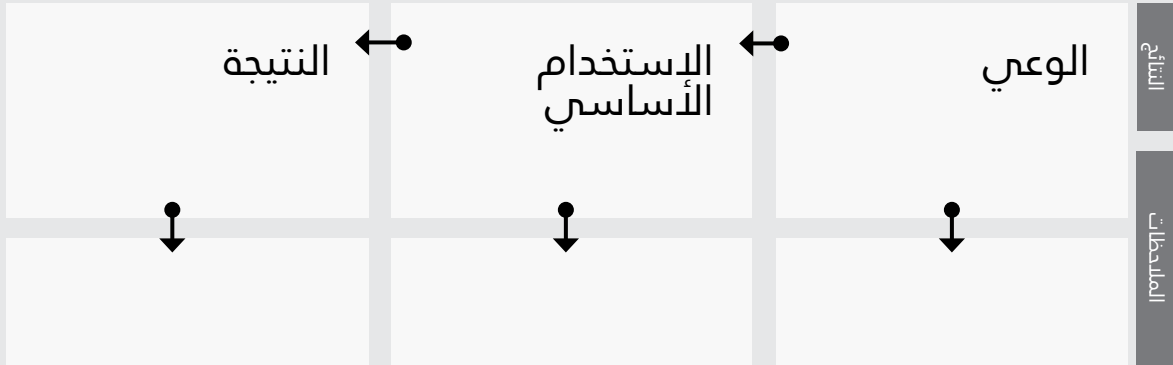 النتائج
الوعي
الاستخدام
الأساسي
النتيجة
الملاحظات